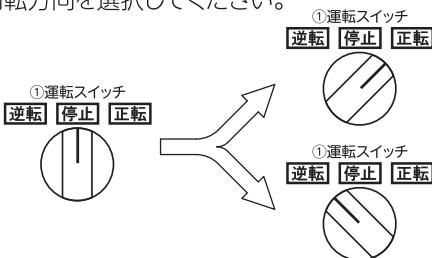 転方向を選択してください。
①運転スイッチ
逆転 停止 正転
①運転スイッチ
逆転 停止 正転
①運転スイッチ
逆転 停止 正転